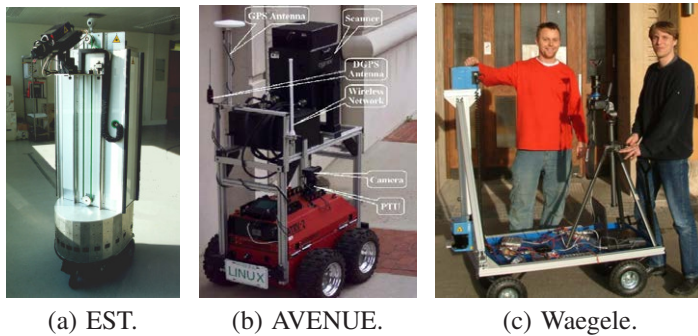 GPS Antenna
Scanner
DGPS
Antenna
Wireless
Network
Camera
PTU
LINUX
(a) EST.
(b) AVENUE.
(c) Waegele.